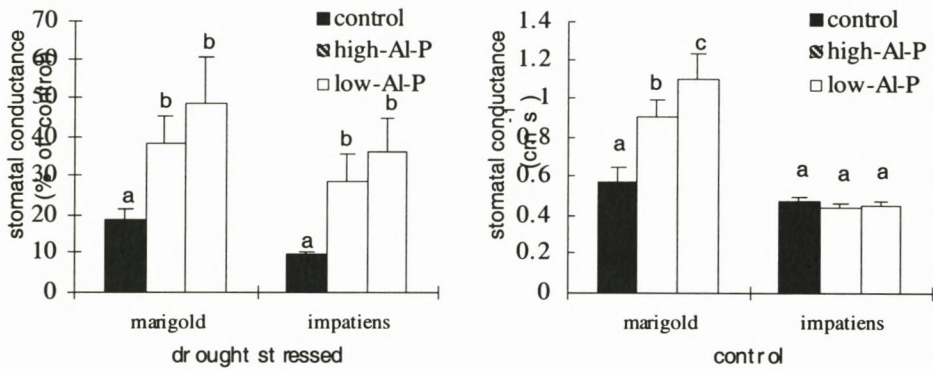 stomatal conductance
(% of control)
70
60
50
40
30
20
10
0
control
high-Al-P
low-Al-P
a
b
b
a
b
b
marigold
impatiens
dr ought st ressed
stomatal conductance
(cm s-1)
1.4
1.2
1
0.8
0.6
0.4
0.2
0
control
high-Al-P
low-Al-P
a
b
c
a
a
a
marigold
impatiens
cont rol